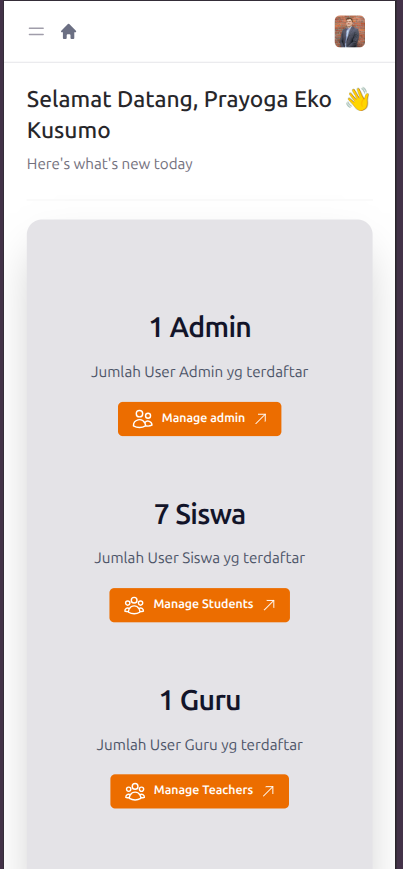 Selamat Datang, Prayoga Eko 👋
Kusumo
Here's what's new today
1 Admin
Jumlah User Admin yg terdaftar
Manage admin
7 Siswa
Jumlah User Siswa yg terdaftar
Manage Students
1 Guru
Jumlah User Guru yg terdaftar
Manage Teachers